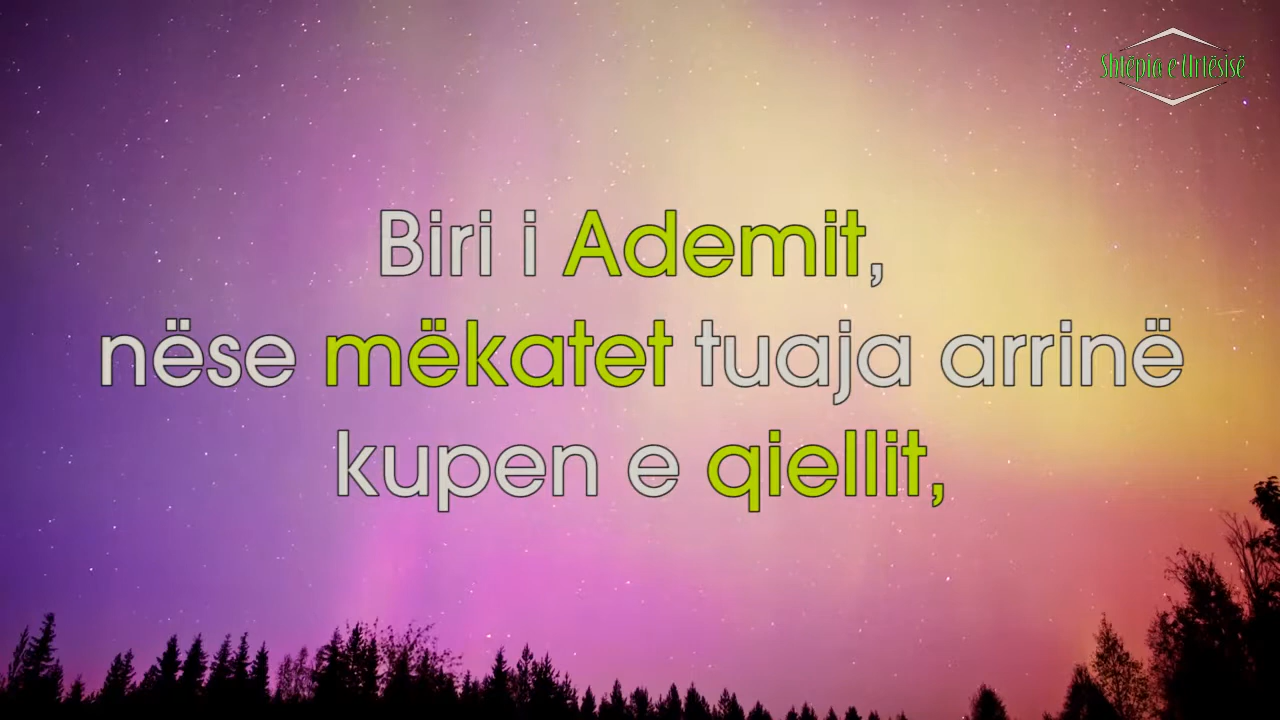 Shtëpia e Urtësisë
Biri i Ademit,
nëse mëkatet tuaja arrinë
kupen e qiellit,